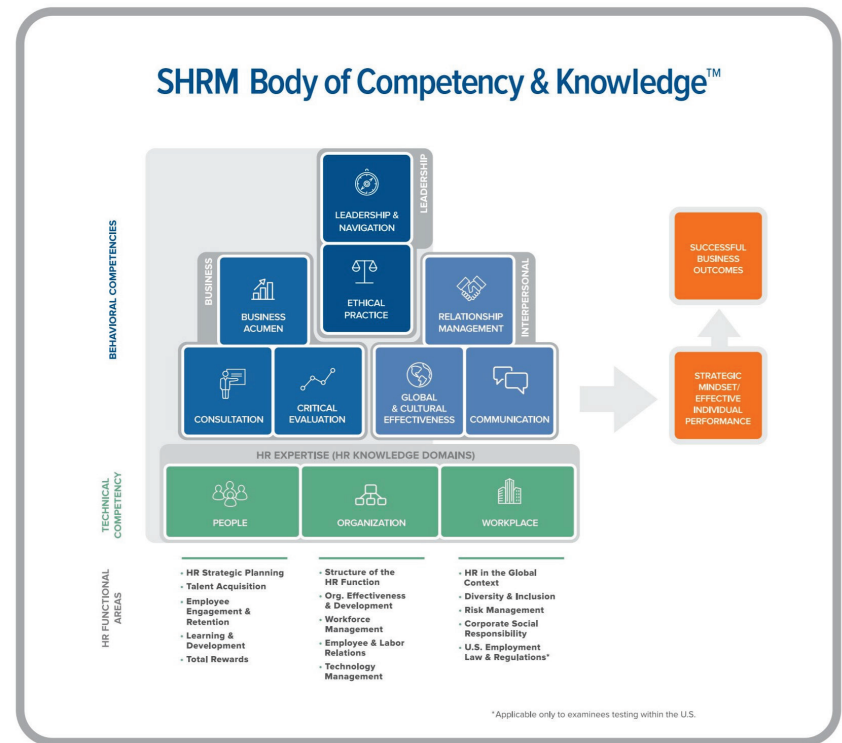 SHRM Body of Competency & Knowledge™
BEHAVIORAL COMPETENCIES
LEADERSHIP
LEADERSHIP &
NAVIGATION
ETHICAL
PRACTICE
BUSINESS
BUSINESS
ACUMEN
CONSULTATION
CRITICAL
EVALUATION
INTERPERSONAL
RELATIONSHIP
MANAGEMENT
GLOBAL
& CULTURAL
EFFECTIVENESS
COMMUNICATION
SUCCESSFUL
BUSINESS
OUTCOMES
STRATEGIC
MINDSET/
EFFECTIVE
INDIVIDUAL
PERFORMANCE
TECHNICAL
COMPETENCY
HR EXPERTISE (HR KNOWLEDGE DOMAINS)
PEOPLE
ORGANIZATION
WORKPLACE
HR FUNCTIONAL
AREAS
• HR Strategic Planning
• Talent Acquisition
• Employee
Engagement &
Retention
• Learning &
Development
• Total Rewards
• Structure of the
HR Function
• Org. Effectiveness
& Development
• Workforce
Management
• Employee & Labor
Relations
• Technology
Management
• HR in the Global
Context
• Diversity & Inclusion
• Risk Management
• Corporate Social
Responsibility
• U.S. Employment
Law & Regulations*
*Applicable only to examinees testing within the U.S.